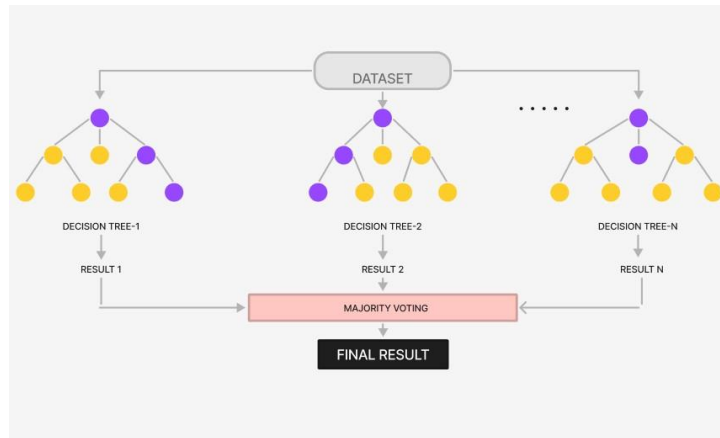 DATASET
.....
DECISION TREE-1
DECISION TREE-2
DECISION TREE-N
RESULT 1
RESULT 2
RESULT N
MAJORITY VOTING
FINAL RESULT